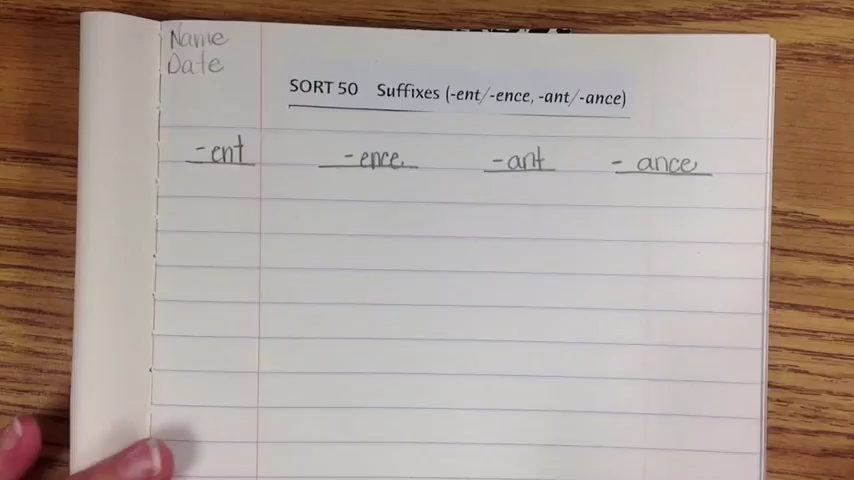 Name
Date
SORT 50 Suffixes (-ent/-ence, -ant/-ance)
-ent -ence -ant - ance